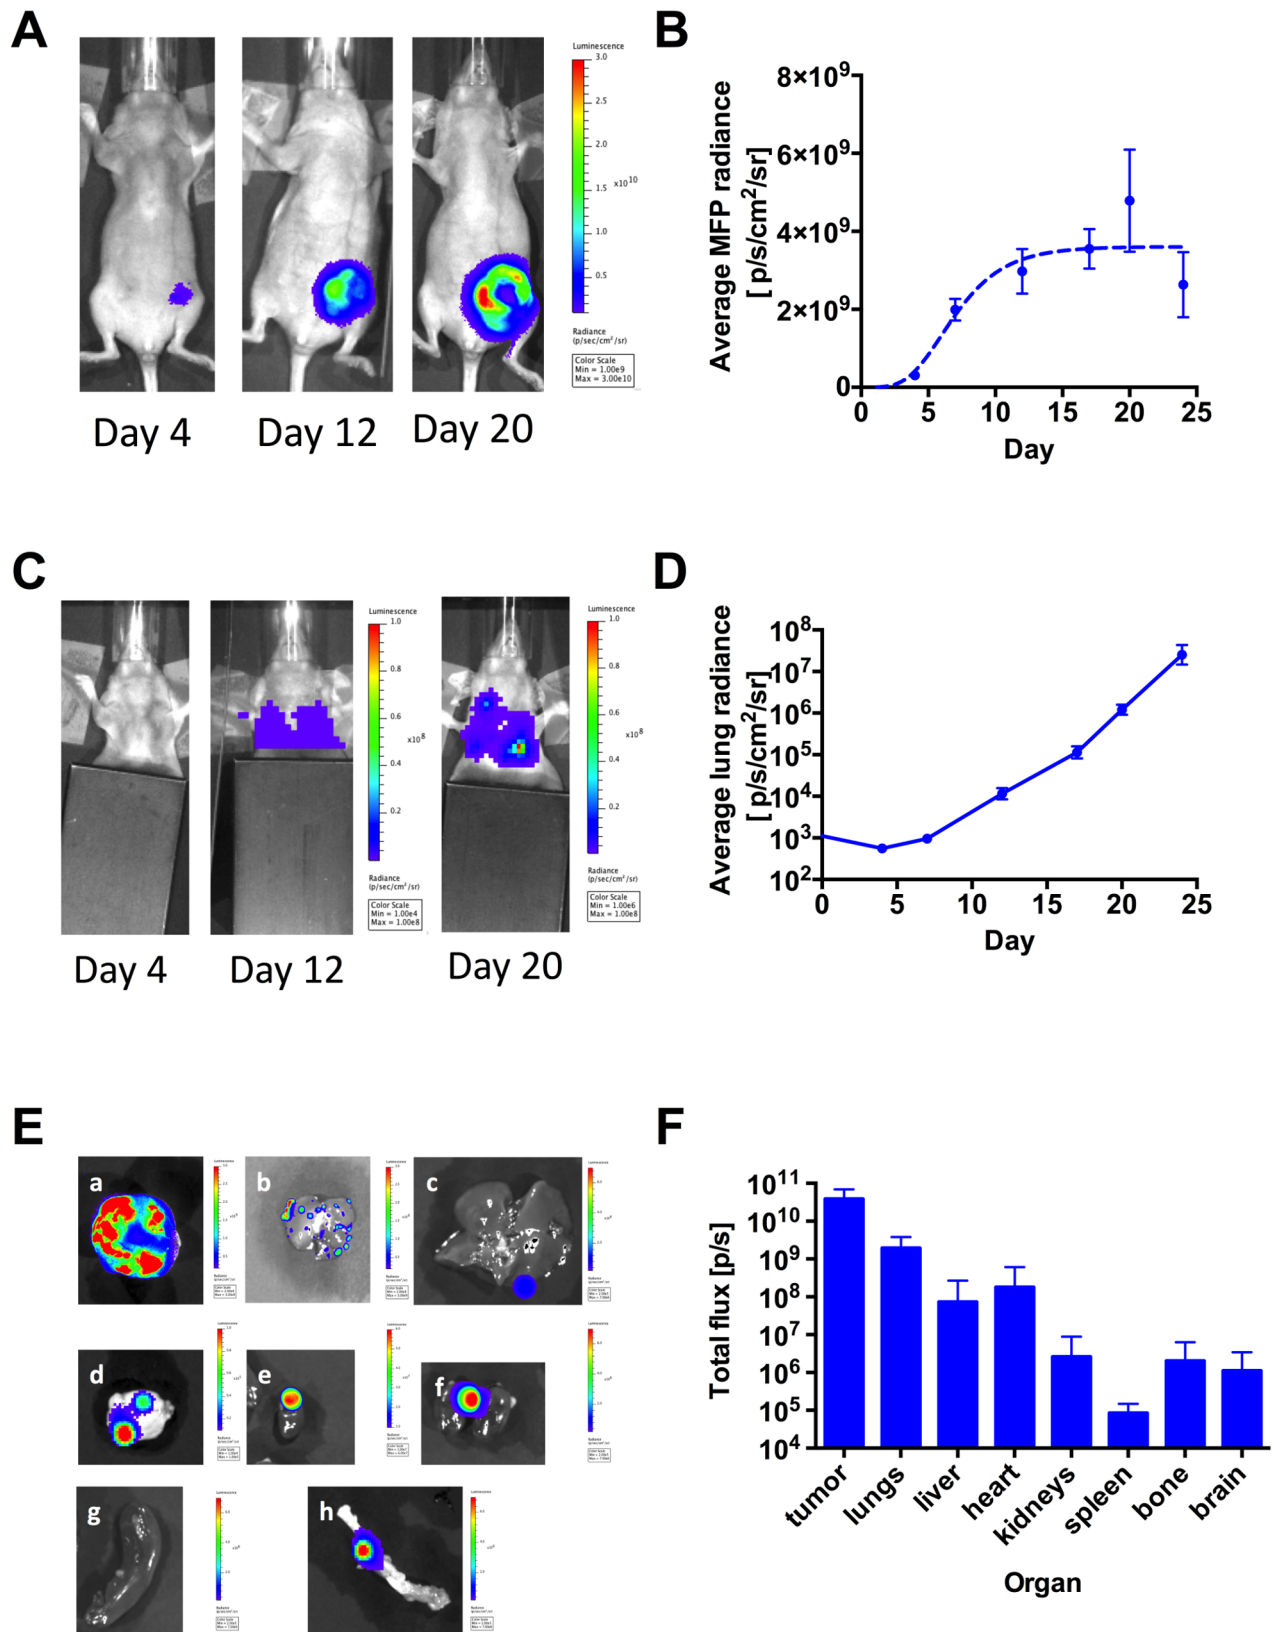 A
Luminescence
3.0
2.5
2.0
1.5
x10^10
1.0
0.5
Radiance
(p/sec/cm²/sr)
Color Scale
Min = 1.00e9
Max = 3.00e10
Day 4
Day 12
Day 20
B
Average MFP radiance
[ p/s/cm²/sr]
8×10⁹
6×10⁹
4×10⁹
2×10⁹
0
0 5 10 15 20 25
Day
C
Luminescence
1.0
0.8
0.6
x10^8
0.4
0.2
Radiance
(p/sec/cm²/sr)
Color Scale
Min = 1.00e4
Max = 1.00e8
Luminescence
1.0
0.8
0.6
x10^8
0.4
0.2
Radiance
(p/sec/cm²/sr)
Color Scale
Min = 1.00e6
Max = 1.00e8
Day 4
Day 12
Day 20
D
Average lung radiance
[ p/s/cm²/sr]
10⁸
10⁷
10⁶
10⁵
10⁴
10³
10²
0 5 10 15 20 25
Day
E
a
b
c
d
e
f
g
h
F
Total flux [p/s]
10¹¹
10¹⁰
10⁹
10⁸
10⁷
10⁶
10⁵
10⁴
tumor
lungs
liver
heart
kidneys
spleen
bone
brain
Organ